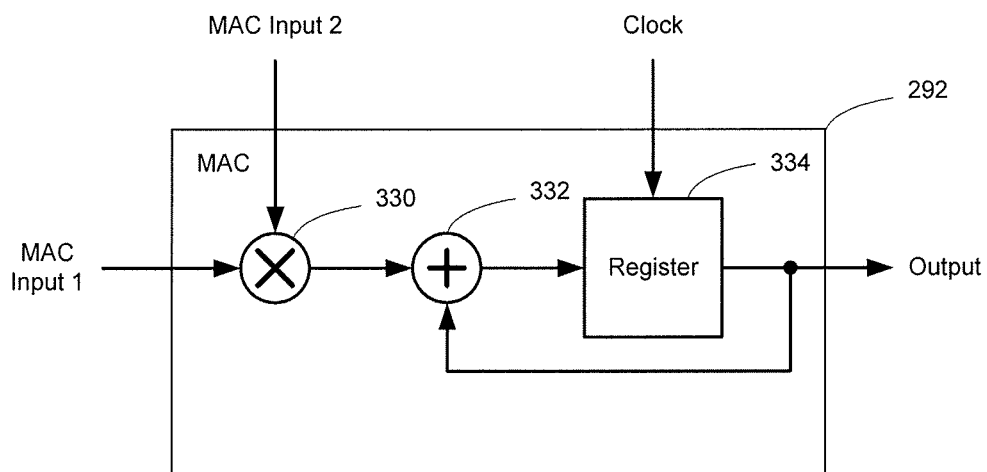 MAC Input 2
Clock
292
MAC
334
330
332
MAC
Input 1
Register
Output